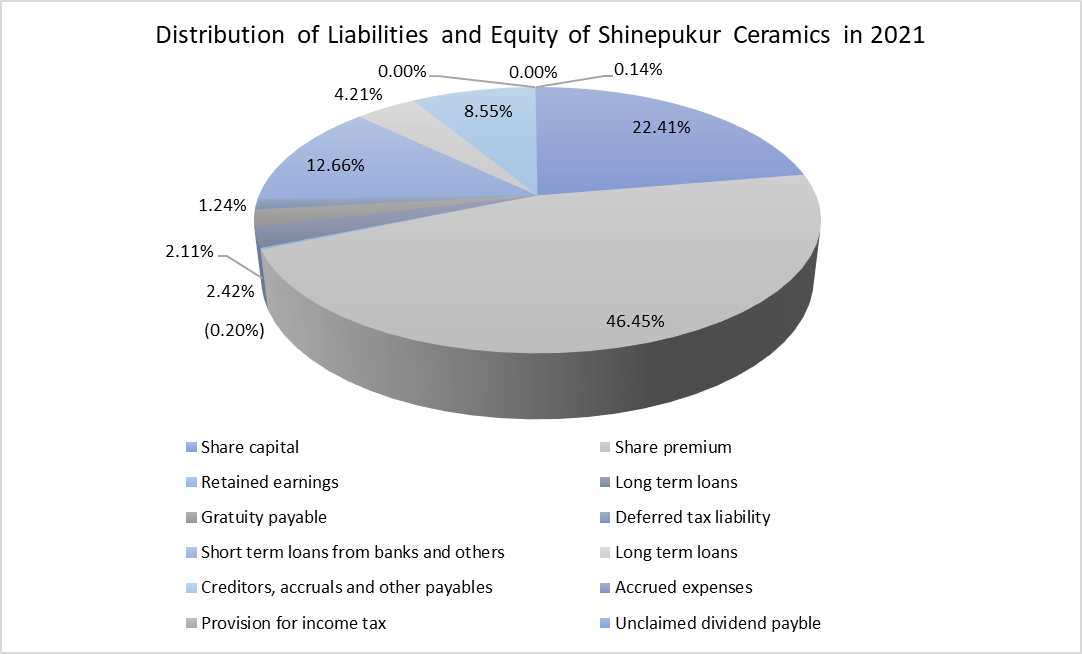 Distribution of Liabilities and Equity of Shinepukur Ceramics in 2021
0.00%
0.00%
0.14%
4.21%
8.55%
22.41%
12.66%
1.24%
2.11%
2.42%
(0.20%)
46.45%
Share capital
Share premium
Retained earnings
Long term loans
Gratuity payable
Deferred tax liability
Short term loans from banks and others
Long term loans
Creditors, accruals and other payables
Accrued expenses
Provision for income tax
Unclaimed dividend payble